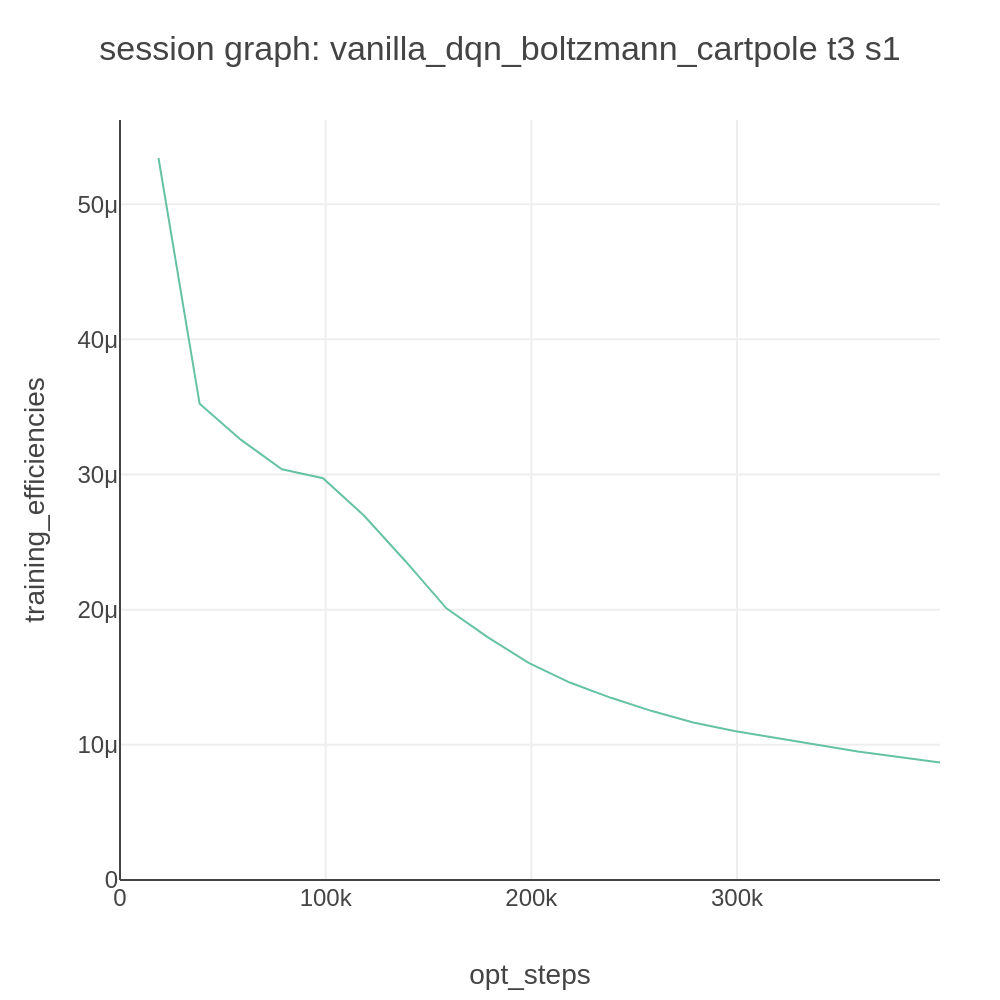 session graph: vanilla_dqn_boltzmann_cartpole t3 s1
training_efficiencies
50μ
40μ
30μ
20μ
10μ
0
0
100k
200k
300k
opt_steps